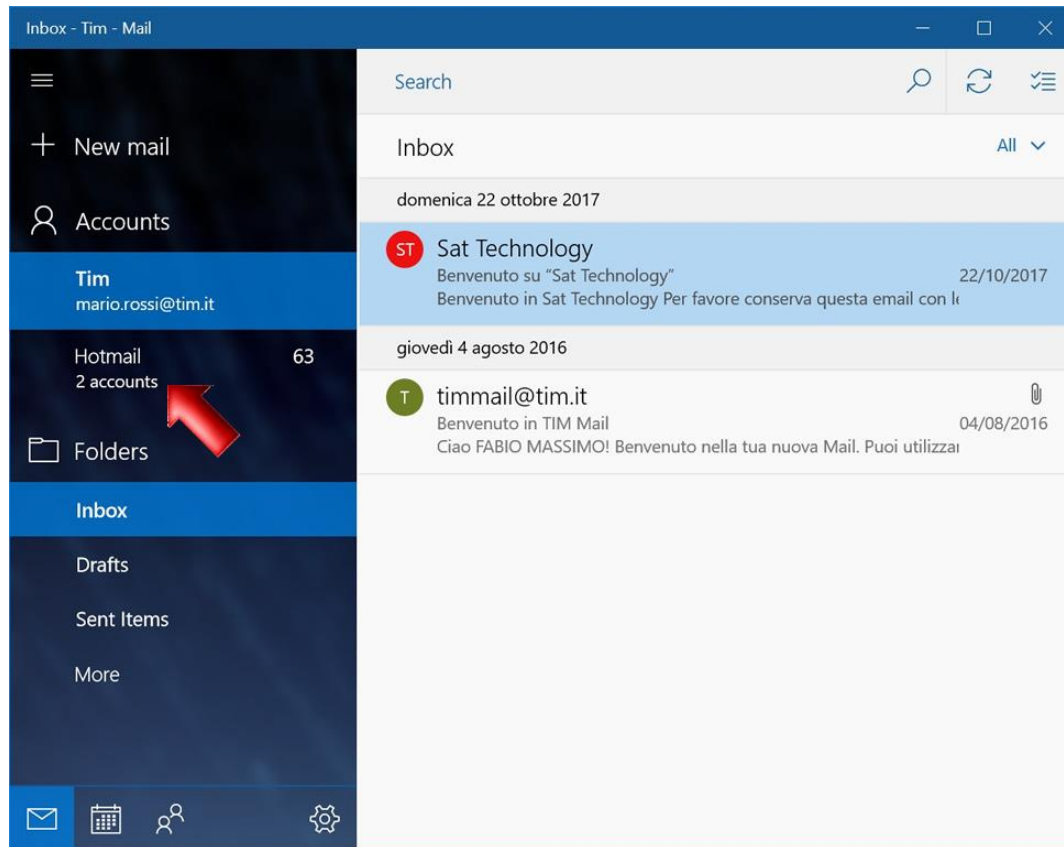 Inbox - Tim - Mail
New mail
Accounts
Tim
mario.rossi@tim.it
Hotmail 63
2 accounts
Folders
Inbox
Drafts
Sent Items
More
Search
Inbox All
domenica 22 ottobre 2017
ST Sat Technology
Benvenuto su "Sat Technology" 22/10/2017
Benvenuto in Sat Technology Per favore conserva questa email con le
giovedì 4 agosto 2016
T timmail@tim.it
Benvenuto in TIM Mail 04/08/2016
Ciao FABIO MASSIMO! Benvenuto nella tua nuova Mail. Puoi